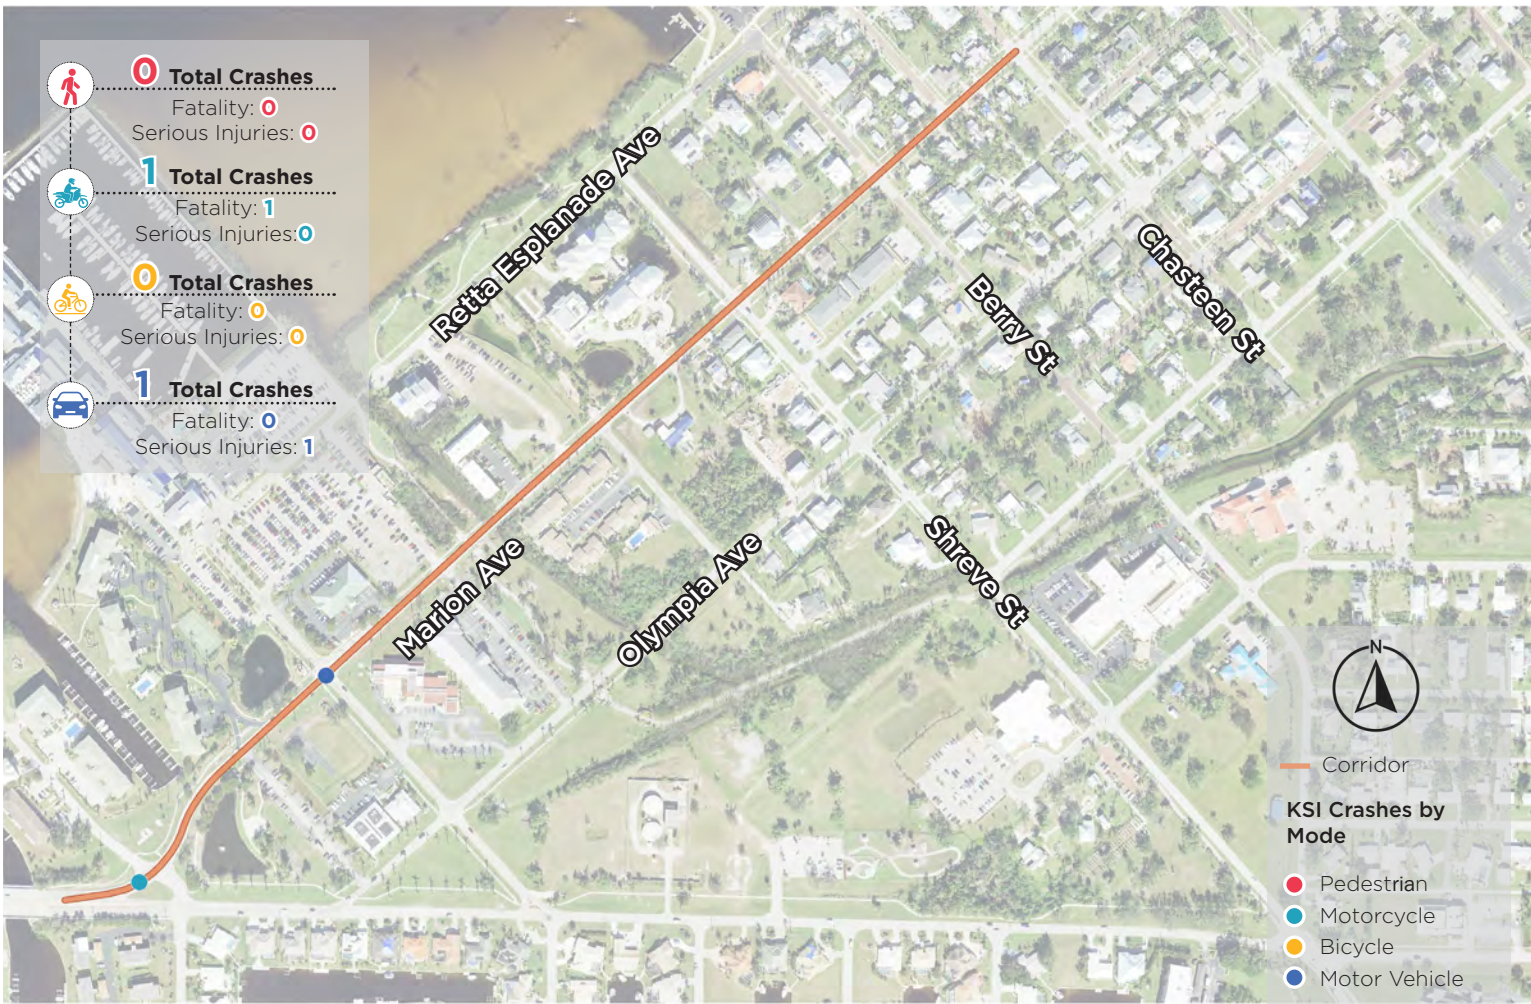 0 Total Crashes
Fatality: 0
Serious Injuries: 0
1 Total Crashes
Fatality: 1
Serious Injuries:0
0 Total Crashes
Fatality: 0
Serious Injuries: 0
1 Total Crashes
Fatality: 0
Serious Injuries: 1
Retta Esplanade Ave
Chasteen St
Berry St
Marion Ave
Olympia Ave
Shreve St
N
Corridor
KSI Crashes by
Mode
Pedestrian
Motorcycle
Bicycle
Motor Vehicle